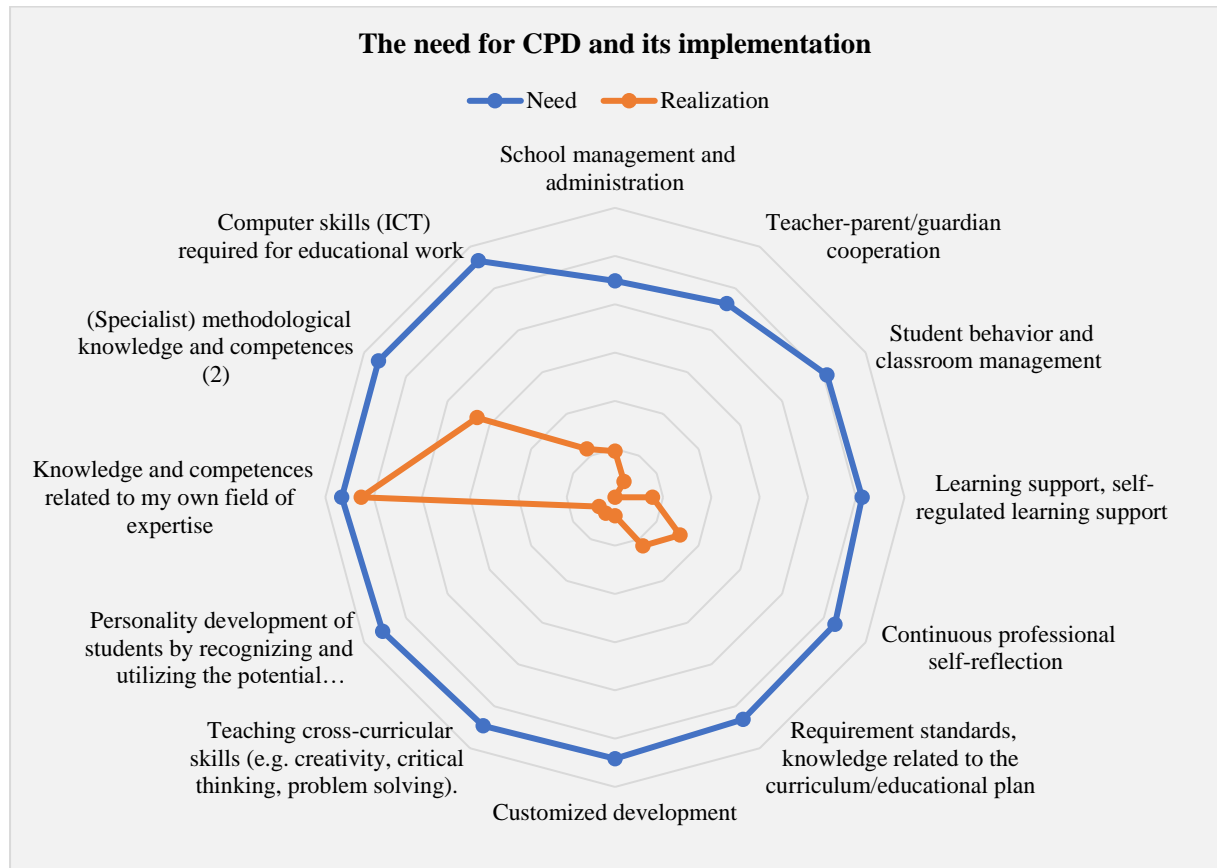 The need for CPD and its implementation
Need
Realization
School management and
administration
Teacher-parent/guardian
cooperation
Student behavior and
classroom management
Learning support, self-
regulated learning support
Continuous professional
self-reflection
Requirement standards,
knowledge related to the
curriculum/educational plan
Customized development
Teaching cross-curricular
skills (e.g. creativity, critical
thinking, problem solving).
Personality development of
students by recognizing and
utilizing the potential…
Knowledge and competences
related to my own field of
expertise
(Specialist) methodological
knowledge and competences
(2)
Computer skills (ICT)
required for educational work